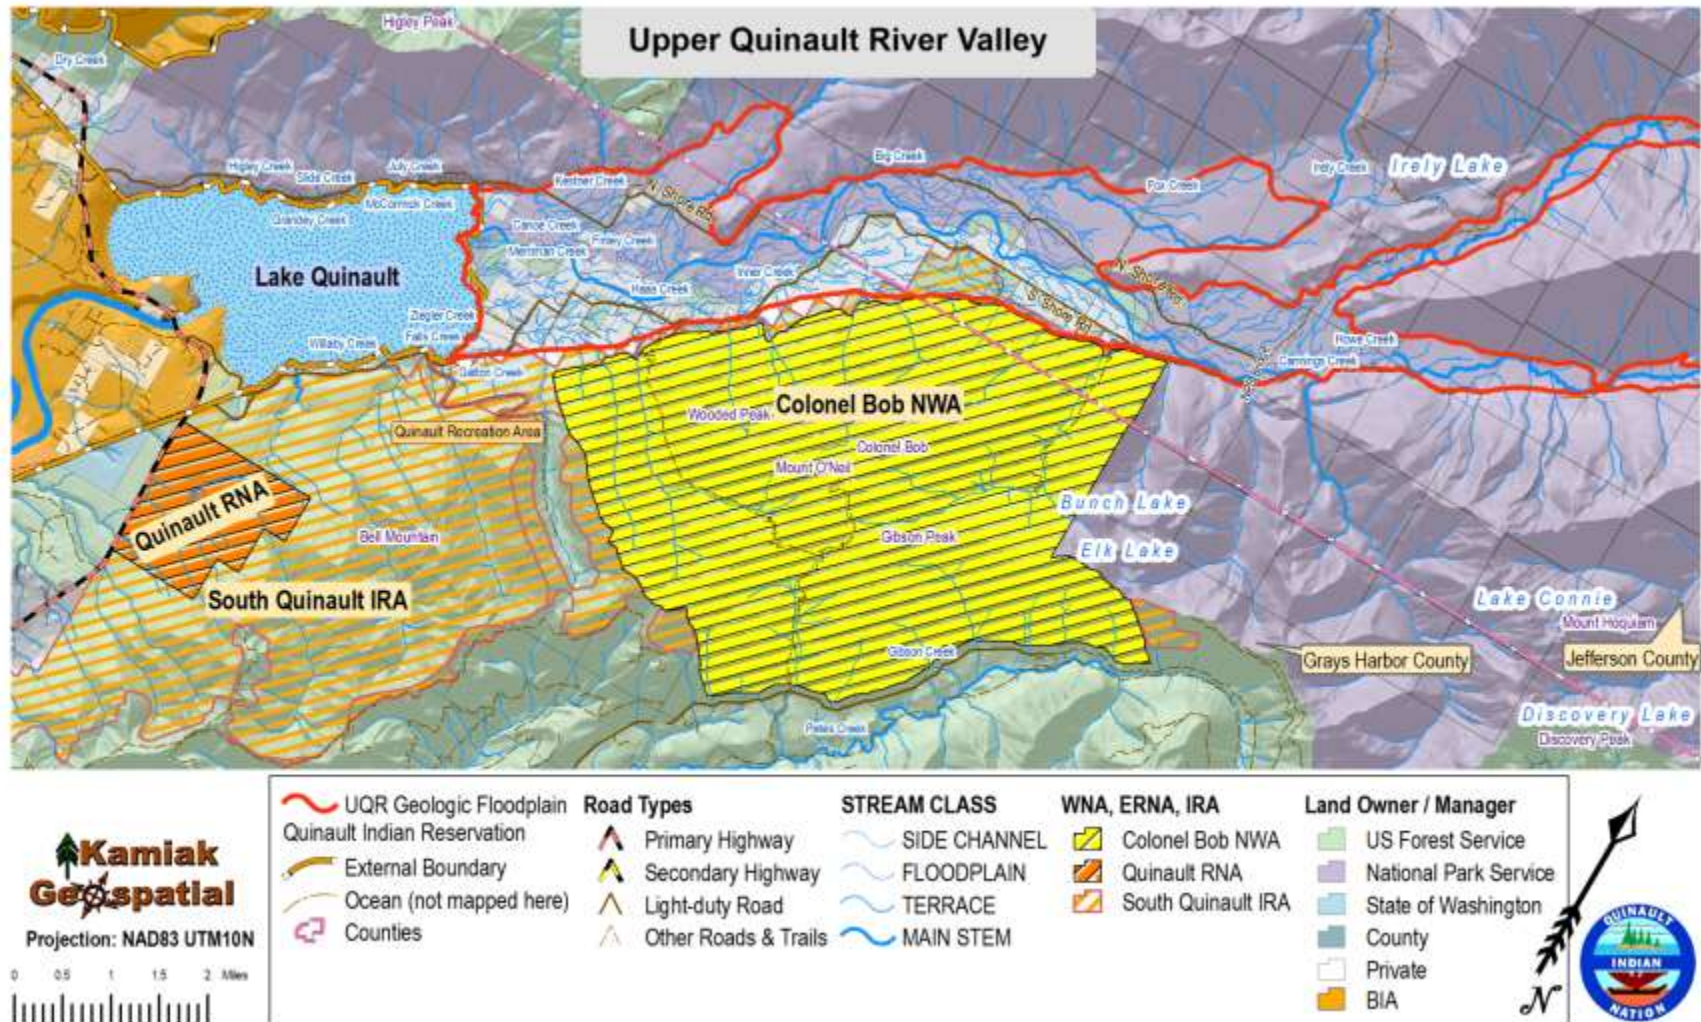 Upper Quinault River Valley
Higley Peak
Dry Creek
Higley Creek
Slide Creek
July Creek
McCormick Creek
Grandey Creek
Kestner Creek
N. Shore Rd.
Big Creek
Fox Creek
Irely Creek
Irely Lake
Canoe Creek
Merriman Creek
Finley Creek
Haas Creek
Inner Creek
Lake Quinault
Ziegler Creek
Falls Creek
Willaby Creek
Gatton Creek
N. Shore Rd.
S. Shore Rd.
Howe Creek
Cannings Creek
Colonel Bob NWA
Wooded Peak
Quinault Recreation Area
Colonel Bob
Mount O'Neil
Bunch Lake
Quinault RNA
Bell Mountain
Gibson Peak
Elk Lake
South Quinault IRA
Lake Connie
Mount Hoquiam
Gibson Creek
Grays Harbor County
Jefferson County
Petes Creek
Discovery Lake
Discovery Peak
Kamiak
Geospatial
Projection: NAD83 UTM10N
0 0.5 1 1.5 2 Miles
UQR Geologic Floodplain
Quinault Indian Reservation
External Boundary
Ocean (not mapped here)
Counties
Road Types
Primary Highway
Secondary Highway
Light-duty Road
Other Roads & Trails
STREAM CLASS
SIDE CHANNEL
FLOODPLAIN
TERRACE
MAIN STEM
WNA, ERNA, IRA
Colonel Bob NWA
Quinault RNA
South Quinault IRA
Land Owner / Manager
US Forest Service
National Park Service
State of Washington
County
Private
BIA
N
QUINAULT
INDIAN
NATION